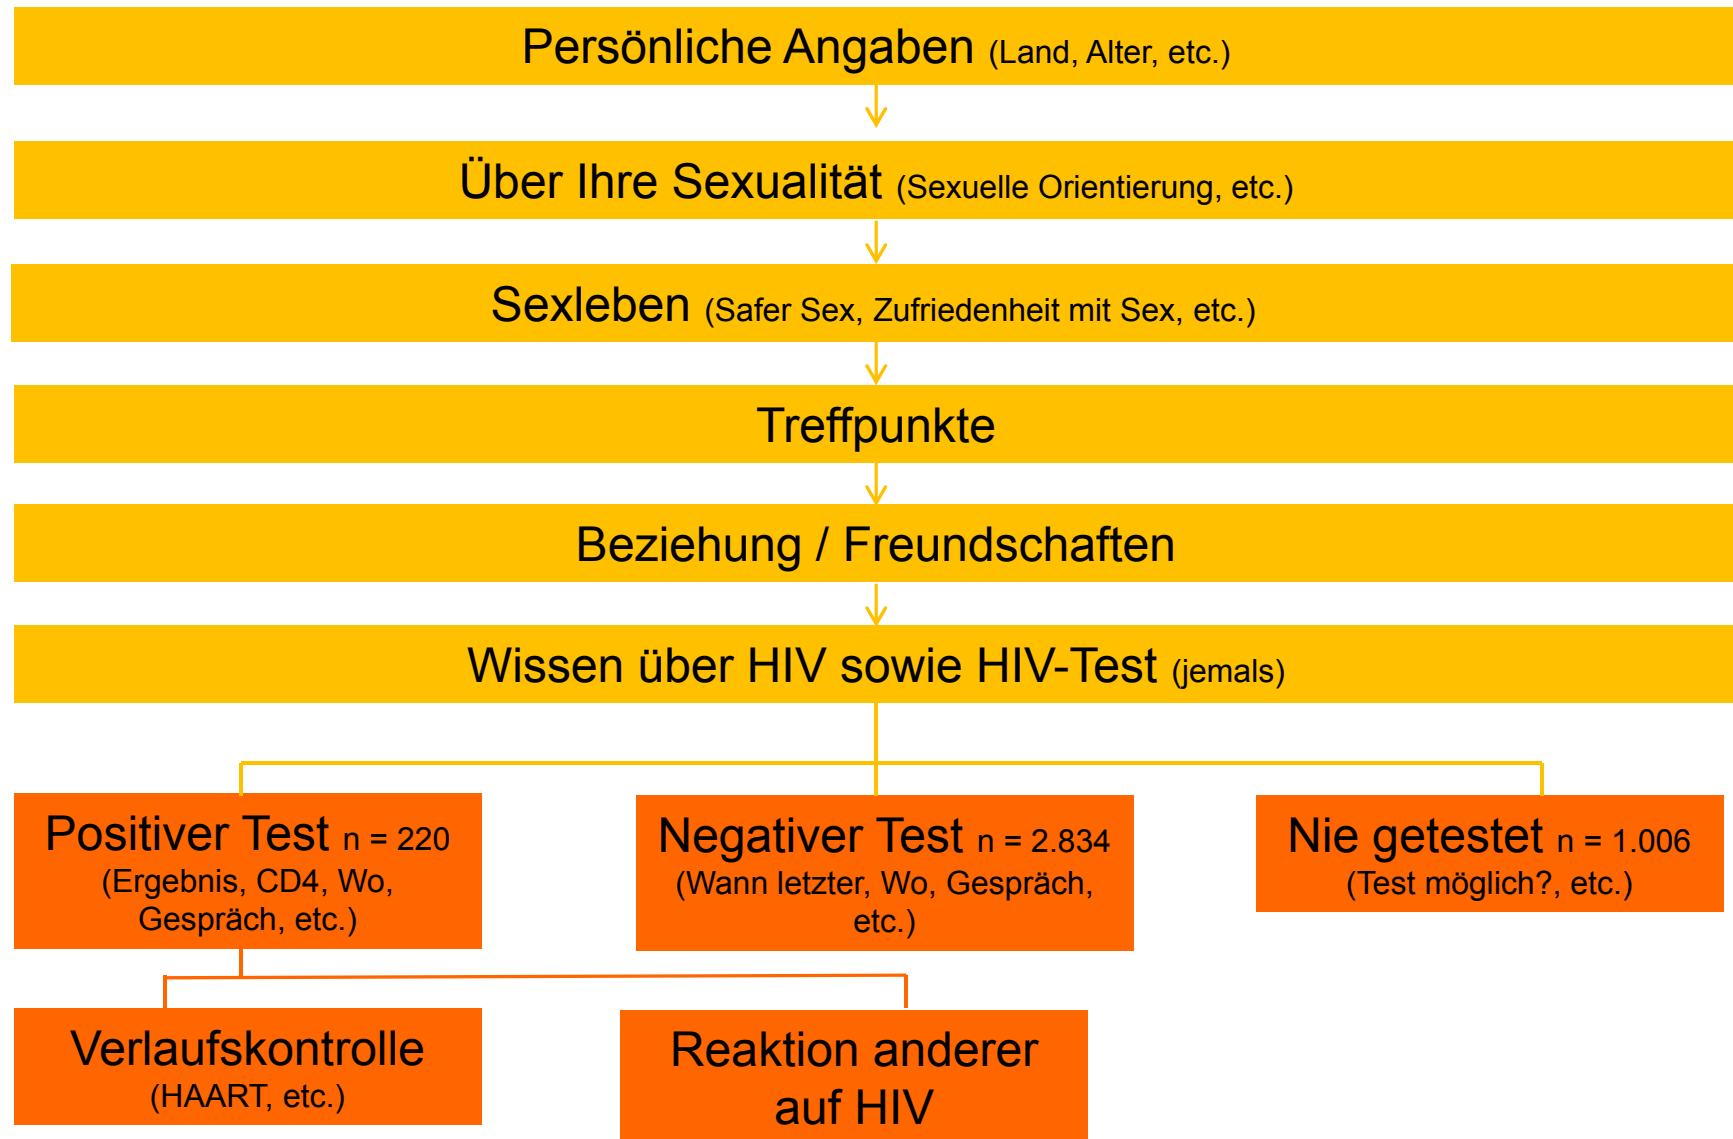 Persönliche Angaben (Land, Alter, etc.)
Über Ihre Sexualität (Sexuelle Orientierung, etc.)
Sexleben (Safer Sex, Zufriedenheit mit Sex, etc.)
Treffpunkte
Beziehung / Freundschaften
Wissen über HIV sowie HIV-Test (jemals)
Positiver Test n = 220
(Ergebnis, CD4, Wo,
Gespräch, etc.)
Negativer Test n = 2.834
(Wann letzter, Wo, Gespräch,
etc.)
Nie getestet n = 1.006
(Test möglich?, etc.)
Verlaufskontrolle
(HAART, etc.)
Reaktion anderer
auf HIV